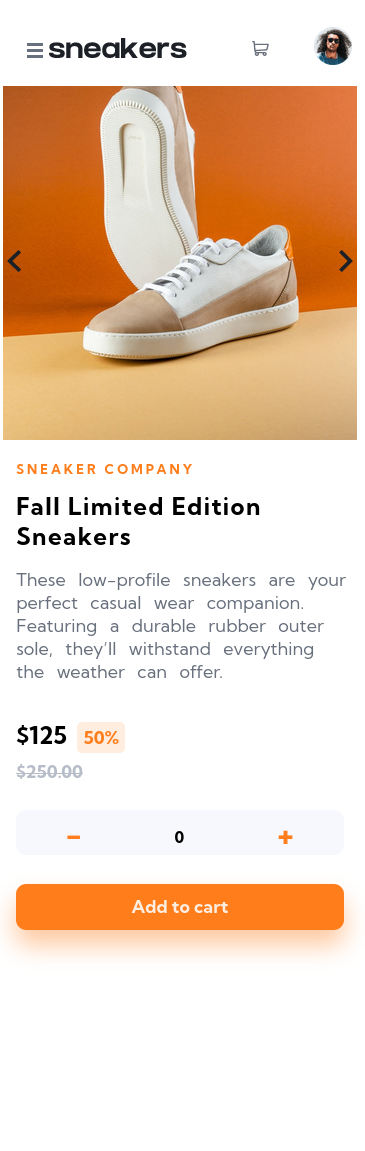 sneakers
SNEAKER COMPANY
Fall Limited Edition
Sneakers
These low-profile sneakers are your
perfect casual wear companion.
Featuring a durable rubber outer
sole, they’ll withstand everything
the weather can offer.
$125 50%
$250.00
− 0 +
Add to cart